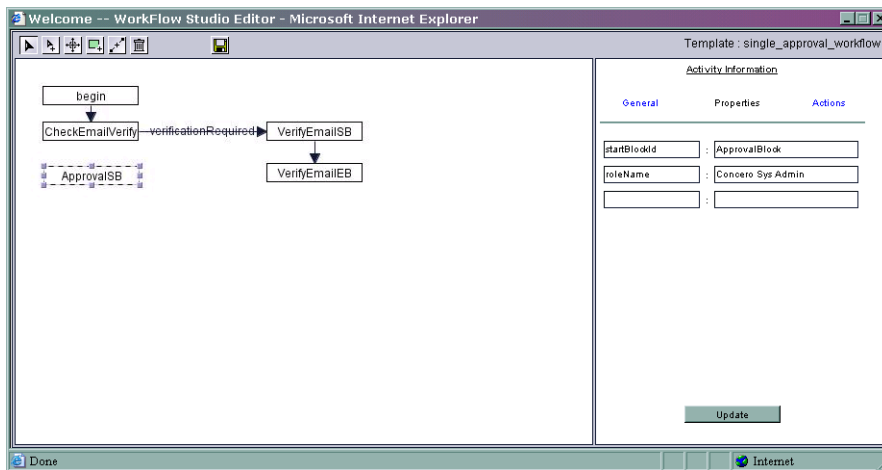 Welcome -- WorkFlow Studio Editor - Microsoft Internet Explorer
Template : single_approval_workflow
begin
CheckEmailVerify
verificationRequired
VerifyEmailSB
ApprovalSB
VerifyEmailEB
Activity Information
General Properties Actions
startBlockId : ApprovalBlock
roleName : Concero Sys Admin
:
Update
Done
Internet